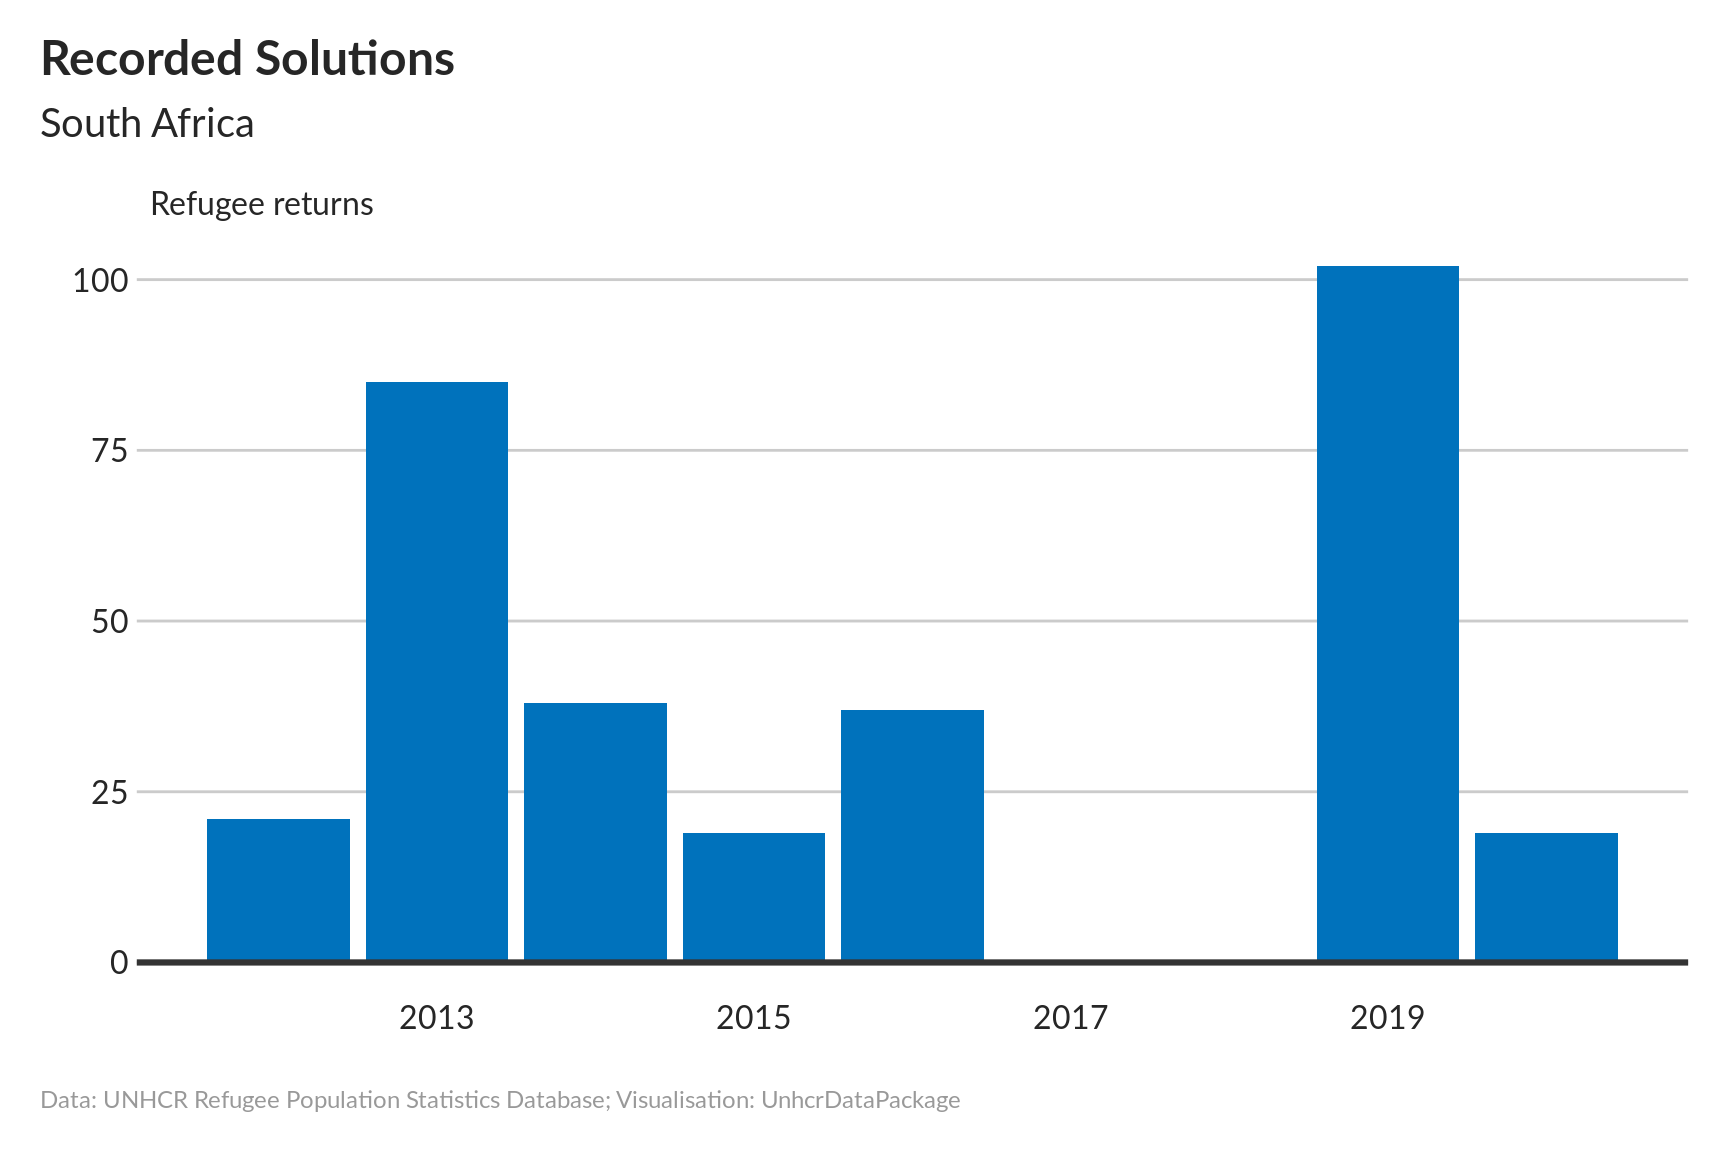 Recorded Solutions
South Africa
Refugee returns
100
75
50
25
0
2013 2015 2017 2019
Data: UNHCR Refugee Population Statistics Database; Visualisation: UnhcrDataPackage